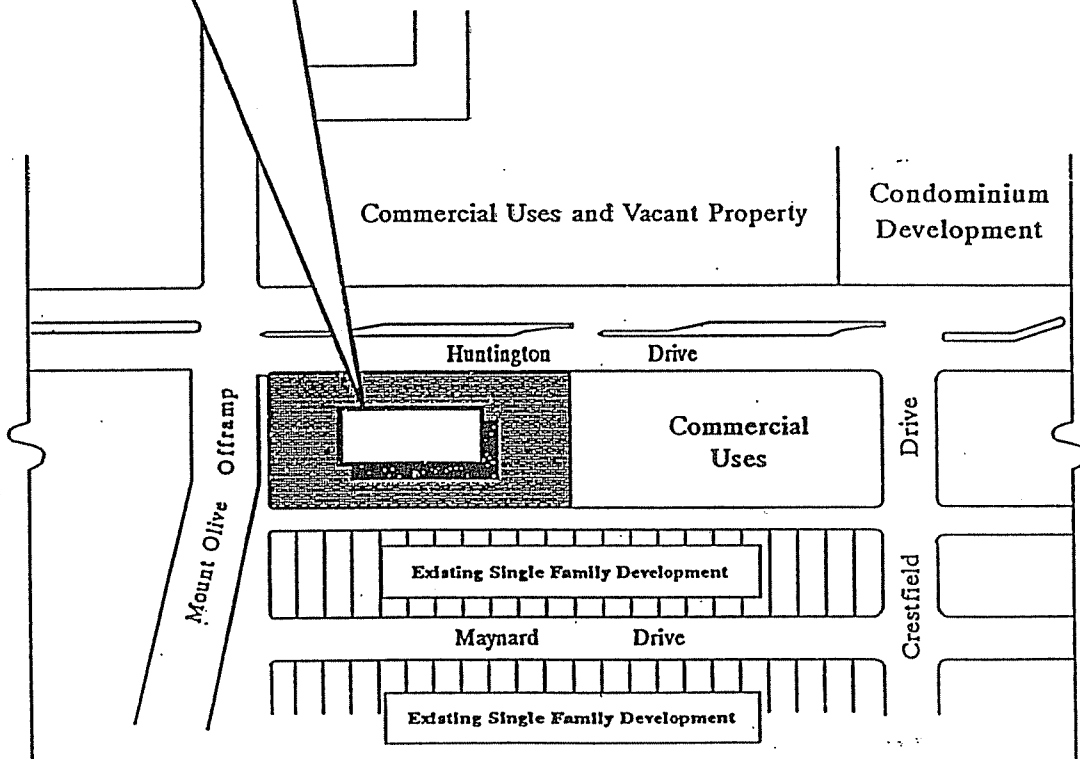 Commercial Uses and Vacant Property
Condominium
Development
Huntington Drive
Mount Olive Offramp
Commercial
Uses
Crestfield Drive
Existing Single Family Development
Maynard Drive
Existing Single Family Development